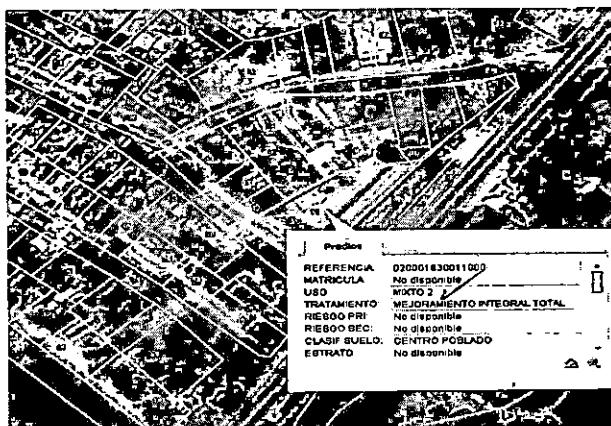 Predios
REFERENCIA: 020001630011000
MATRICULA No disponible
USO MIXTO 2
TRATAMIENTO: MEJORAMIENTO INTEGRAL TOTAL
RIESGO PRI: No disponible
RIESGO SEC: No disponible
CLASIF SUELO: CENTRO POBLADO
ESTRATO No disponible